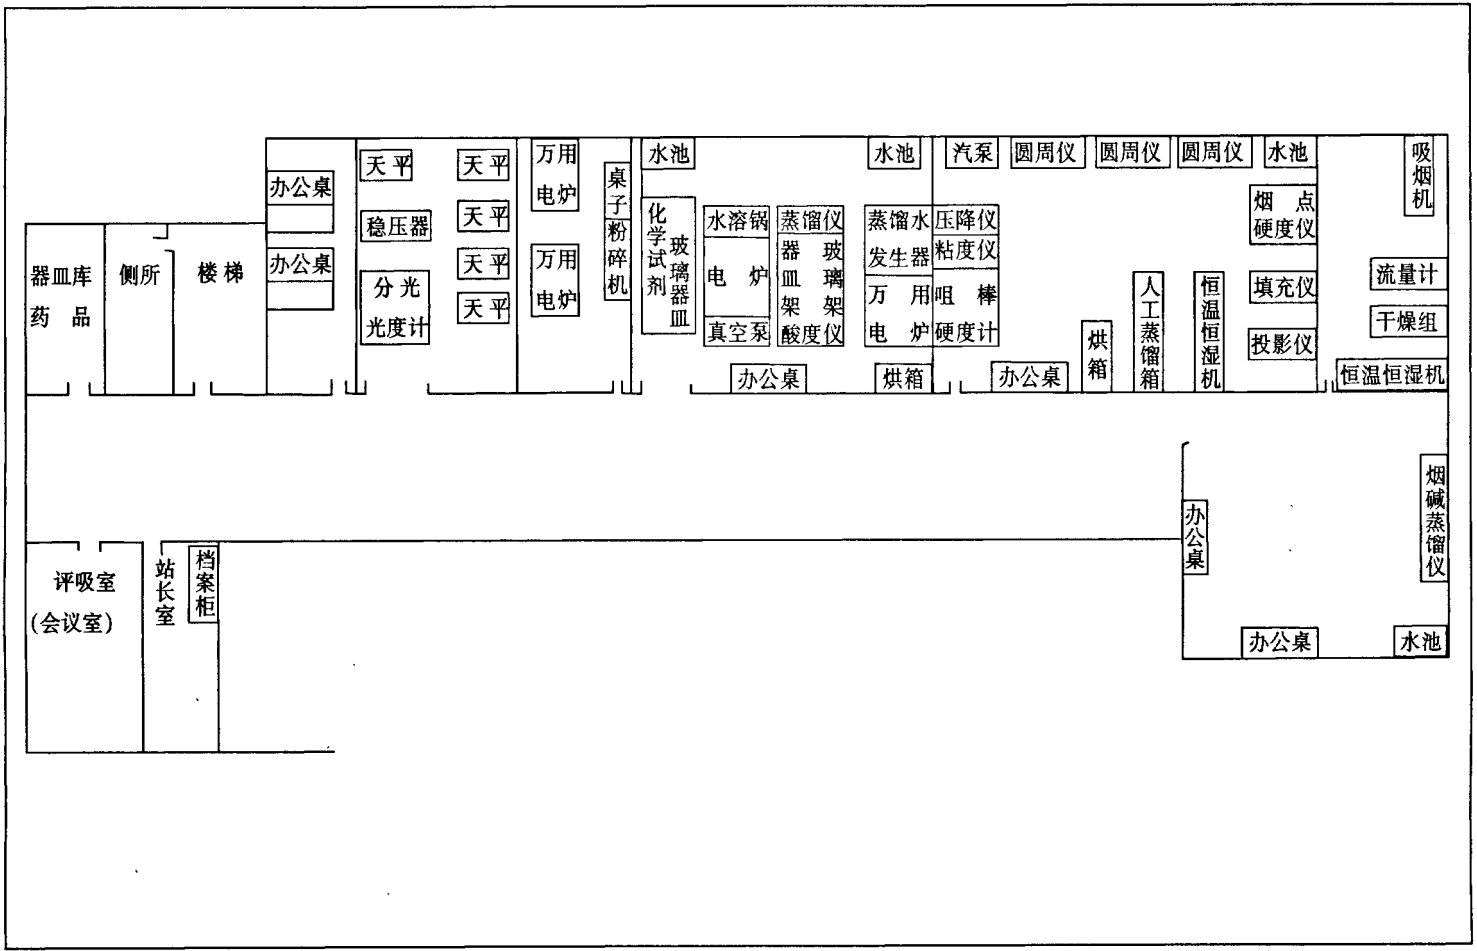 器皿库
药 品
侧所
楼梯
办公桌
办公桌
天平
稳压器
分 光
光度计
天平
天平
天平
天平
万用
电炉
万用
电炉
桌子
粉碎机
水池
化学试剂
玻璃器皿
水溶锅
电 炉
真空泵
蒸馏仪
器皿架
玻璃架
酸度仪
办公桌
水池
蒸馏水
发生器
万 用
电 炉
烘箱
汽泵
圆周仪
圆周仪
圆周仪
水池
压降仪
粘度仪
咀 棒
硬度计
办公桌
烘箱
人工蒸馏箱
恒温恒湿机
烟 点
硬度仪
填充仪
投影仪
吸烟机
流量计
干燥组
恒温恒湿机
评吸室
(会议室)
站长室
档案柜
办公桌
烟碱蒸馏仪
办公桌
水池